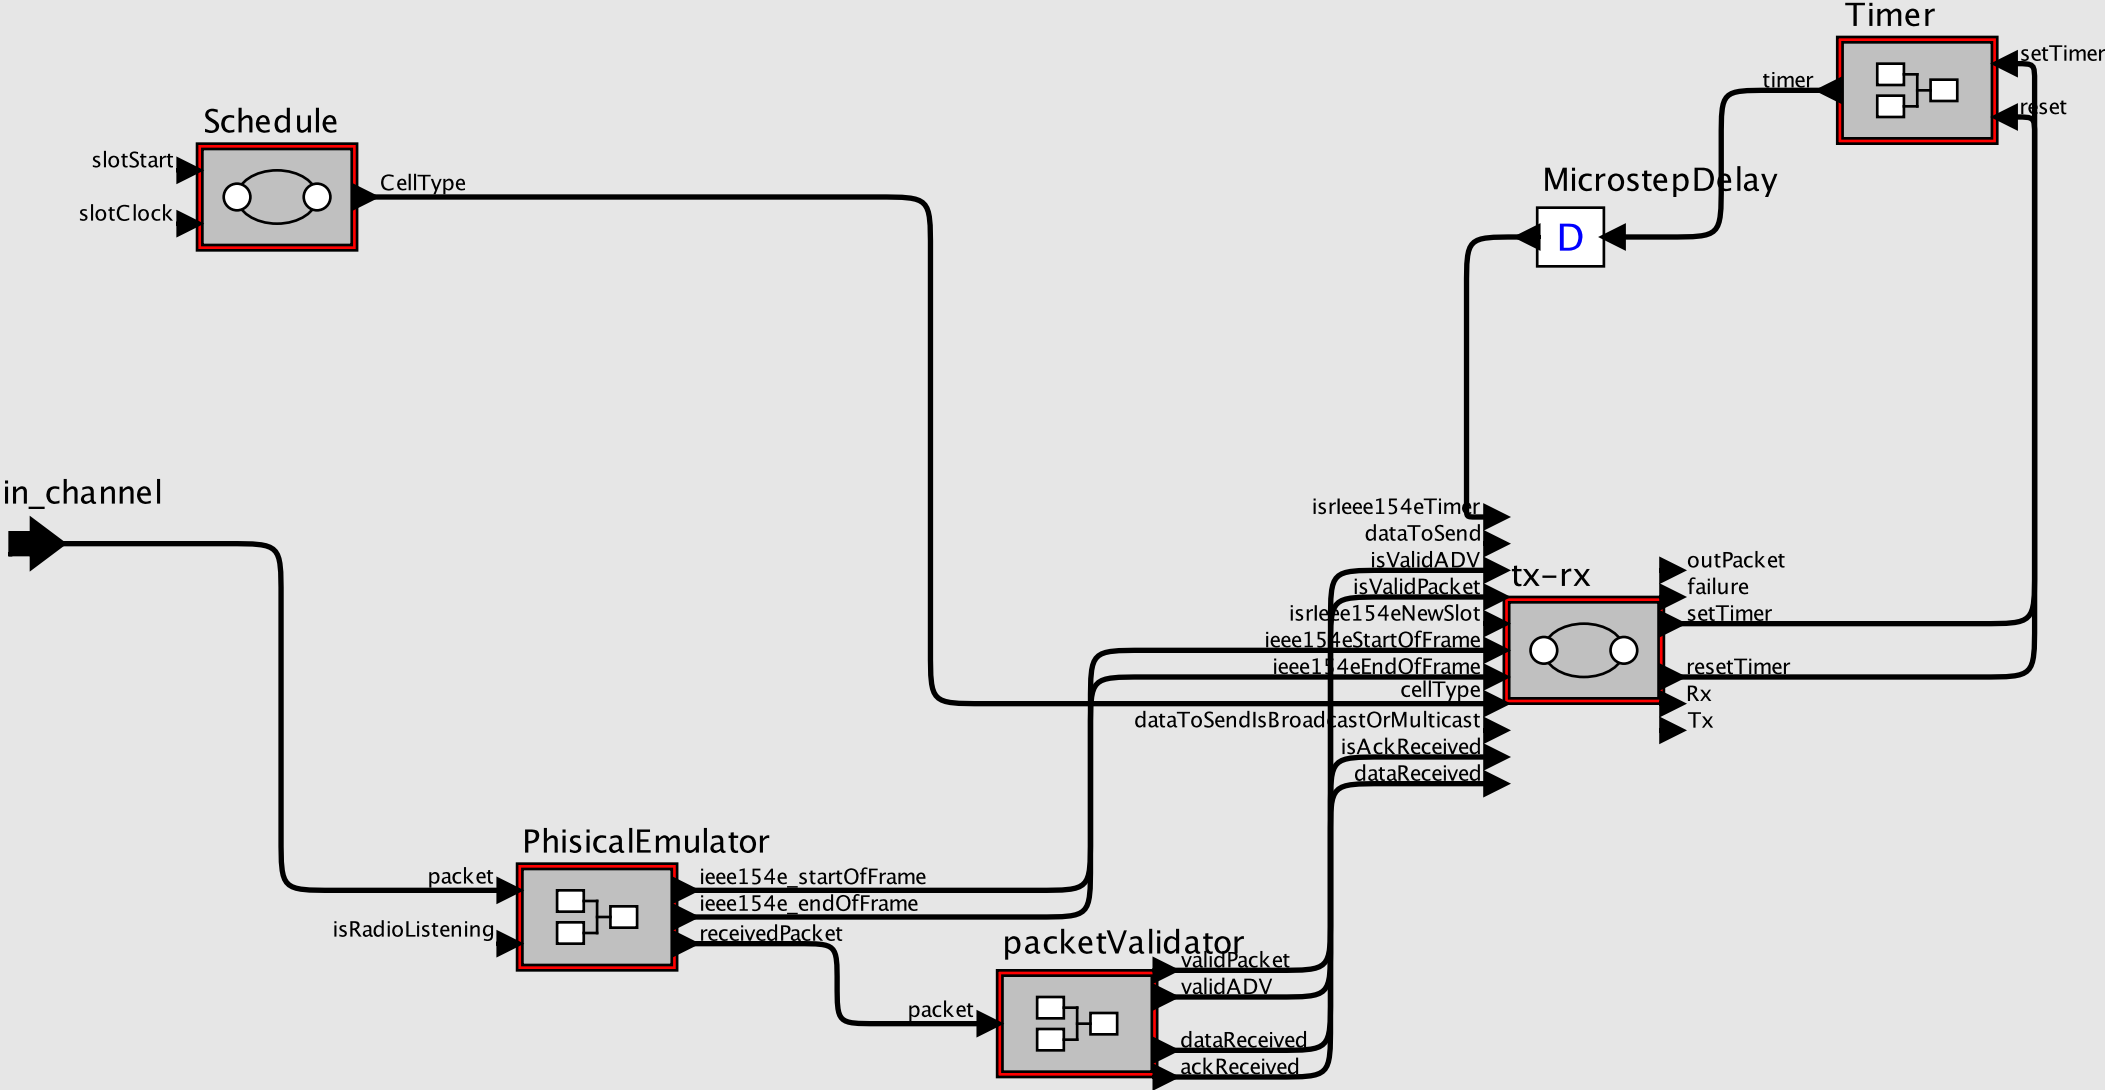 Timer
setTimer
timer
reset
Schedule
slotStart
CellType
slotClock
MicrostepDelay
D
in_channel
isrIeee154eTimer
dataToSend
isValidADV
isValidPacket
isrIeee154eNewSlot
ieee154eStartOfFrame
ieee154eEndOfFrame
cellType
dataToSendIsBroadcastOrMulticast
isAckReceived
dataReceived
tx-rx
outPacket
failure
setTimer
resetTimer
Rx
Tx
PhisicalEmulator
packet
isRadioListening
ieee154e_startOfFrame
ieee154e_endOfFrame
receivedPacket
packetValidator
packet
validPacket
validADV
dataReceived
ackReceived